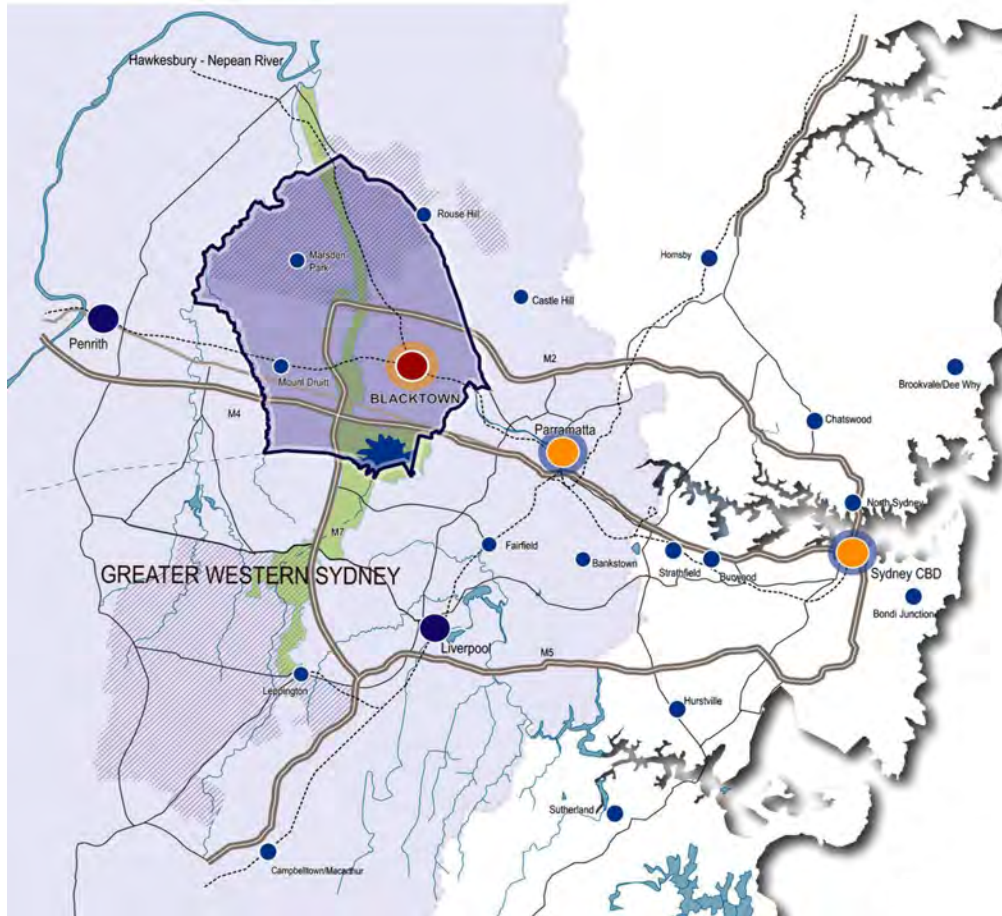 Hawkesbury - Nepean River
Rouse Hill
Marsden
Park
Hornsby
Castle Hill
Penrith
M2
Mount Druitt
BLACKTOWN
Brookvale/Dee Why
M4
Chatswood
Parramatta
North Sydney
M7
Fairfield
Bankstown
Strathfield
Burwood
Sydney CBD
GREATER WESTERN SYDNEY
Bondi Junction
Liverpool
M5
Leppington
Hurstville
Sutherland
Campbelltown/Macarthur